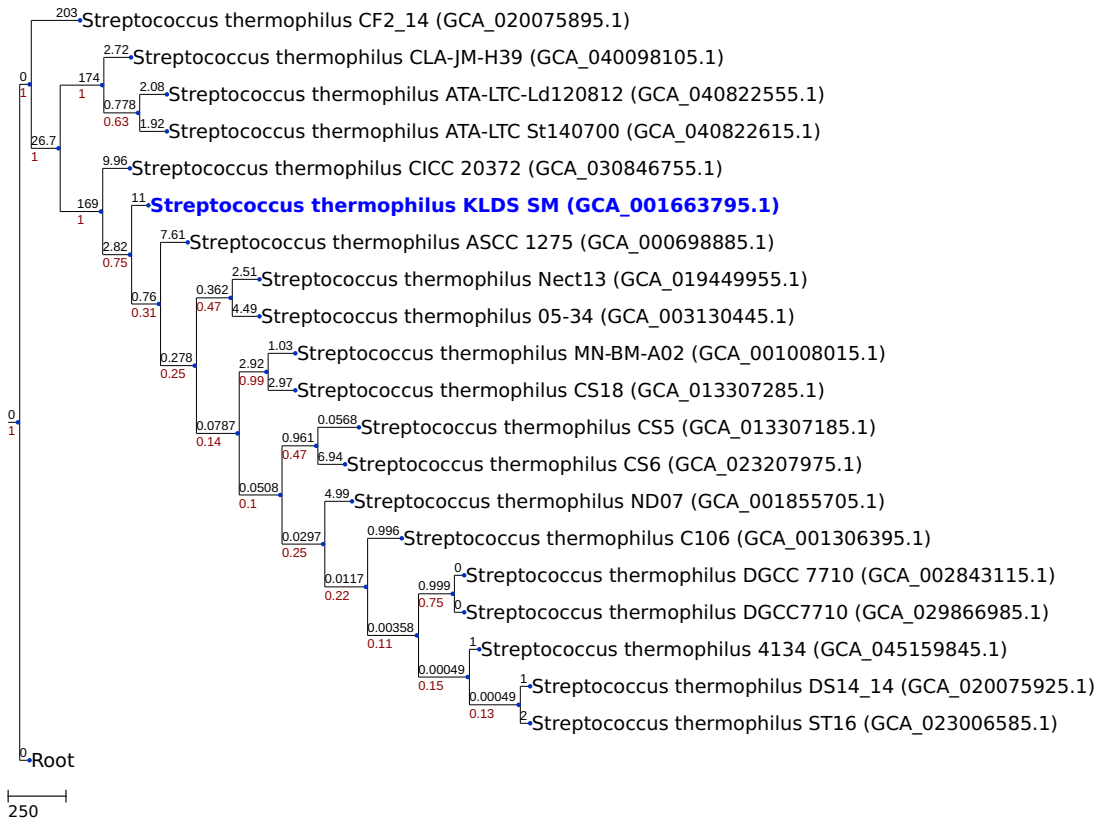 203 Streptococcus thermophilus CF2_14 (GCA_020075895.1)
2.72 Streptococcus thermophilus CLA-JM-H39 (GCA_040098105.1)
0 174
1 1
2.08 Streptococcus thermophilus ATA-LTC-Ld120812 (GCA_040822555.1)
0.778
0.63
1.92 Streptococcus thermophilus ATA-LTC St140700 (GCA_040822615.1)
26.7
1
9.96 Streptococcus thermophilus CICC 20372 (GCA_030846755.1)
169
1
11 Streptococcus thermophilus KLDS SM (GCA_001663795.1)
7.61 Streptococcus thermophilus ASCC 1275 (GCA_000698885.1)
2.82
0.75
2.51 Streptococcus thermophilus Nect13 (GCA_019449955.1)
0.76 0.362
0.31 0.47
4.49 Streptococcus thermophilus 05-34 (GCA_003130445.1)
1.03 Streptococcus thermophilus MN-BM-A02 (GCA_001008015.1)
0.278 2.92
0.25 0.99
2.97 Streptococcus thermophilus CS18 (GCA_013307285.1)
0
1
0.0568 Streptococcus thermophilus CS5 (GCA_013307185.1)
0.0787 0.961
0.14 0.47
6.94 Streptococcus thermophilus CS6 (GCA_023207975.1)
0.0508
0.1
4.99 Streptococcus thermophilus ND07 (GCA_001855705.1)
0.996 Streptococcus thermophilus C106 (GCA_001306395.1)
0.0297
0.25
0 Streptococcus thermophilus DGCC 7710 (GCA_002843115.1)
0.0117 0.999
0.22 0.75
0 Streptococcus thermophilus DGCC7710 (GCA_029866985.1)
0.00358
0.11
1 Streptococcus thermophilus 4134 (GCA_045159845.1)
0.00049
0.15
1 Streptococcus thermophilus DS14_14 (GCA_020075925.1)
0.00049
0.13
2 Streptococcus thermophilus ST16 (GCA_023006585.1)
0 Root
250